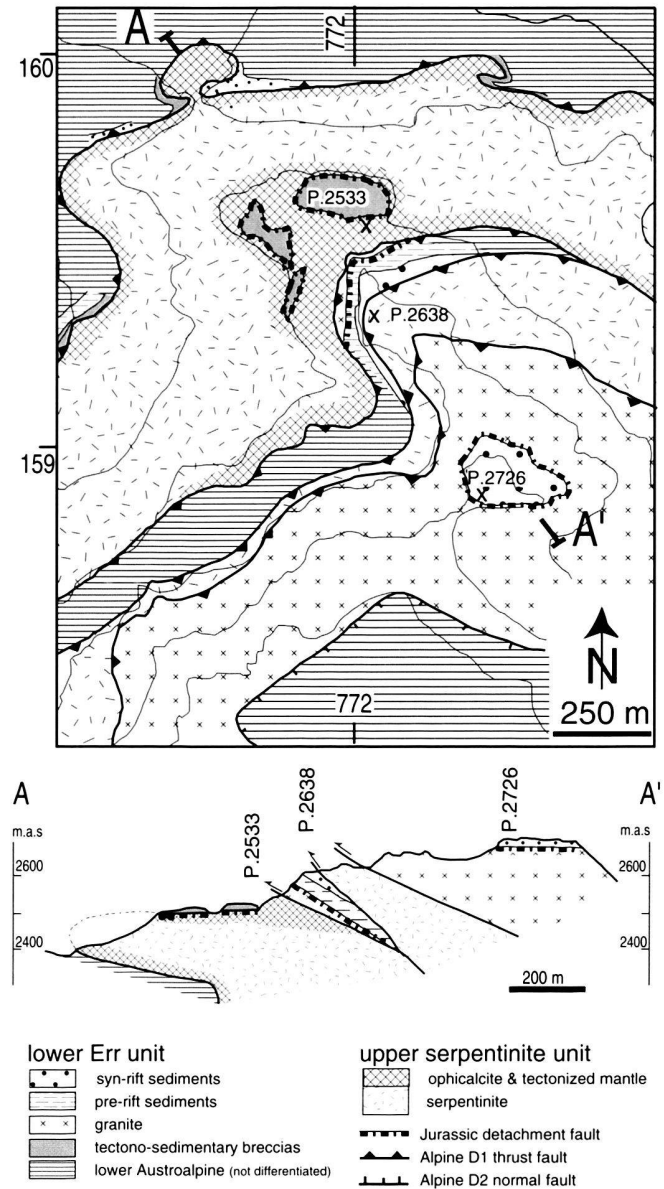 A
772
160
P.2533
X
X P.2638
159
P.2726
X
A'
N
772
250 m
A
A'
P.2638
P.2726
P.2533
m.a.s
m.a.s
2600
2600
2400
2400
200 m
lower Err unit
syn-rift sediments
pre-rift sediments
granite
tectono-sedimentary breccias
lower Austroalpine (not differentiated)
upper serpentinite unit
ophicalcite & tectonized mantle
serpentinite
Jurassic detachment fault
Alpine D1 thrust fault
Alpine D2 normal fault